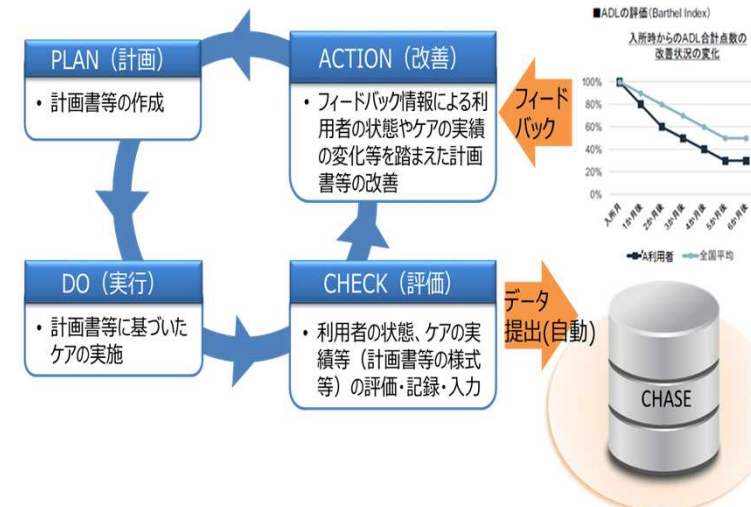 PLAN（計画）
• 計画書等の作成
ACTION（改善）
• フィードバック情報による利
用者の状態やケアの実績
の変化等を踏まえた計画
書等の改善
フィード
バック
■ADLの評価(Barthel Index)
入所時からのADL合計点数の
改善状況の変化
100%
80%
60%
40%
20%
0%
入所月
1か月後
2か月後
3か月後
4か月後
5か月後
6か月後
A利用者
全国平均
DO（実行）
• 計画書等に基づいた
ケアの実施
CHECK（評価）
• 利用者の状態、ケアの実
績等（計画書等の様式
等）の評価・記録・入力
データ
提出(自動)
CHASE